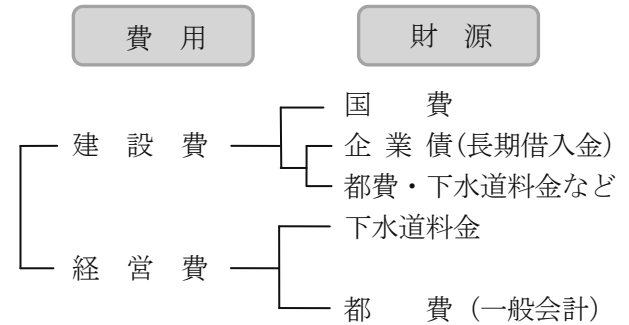 費用 財源
国費
建設費 企業債(長期借入金)
都費・下水道料金など
下水道料金
経営費
都費(一般会計)